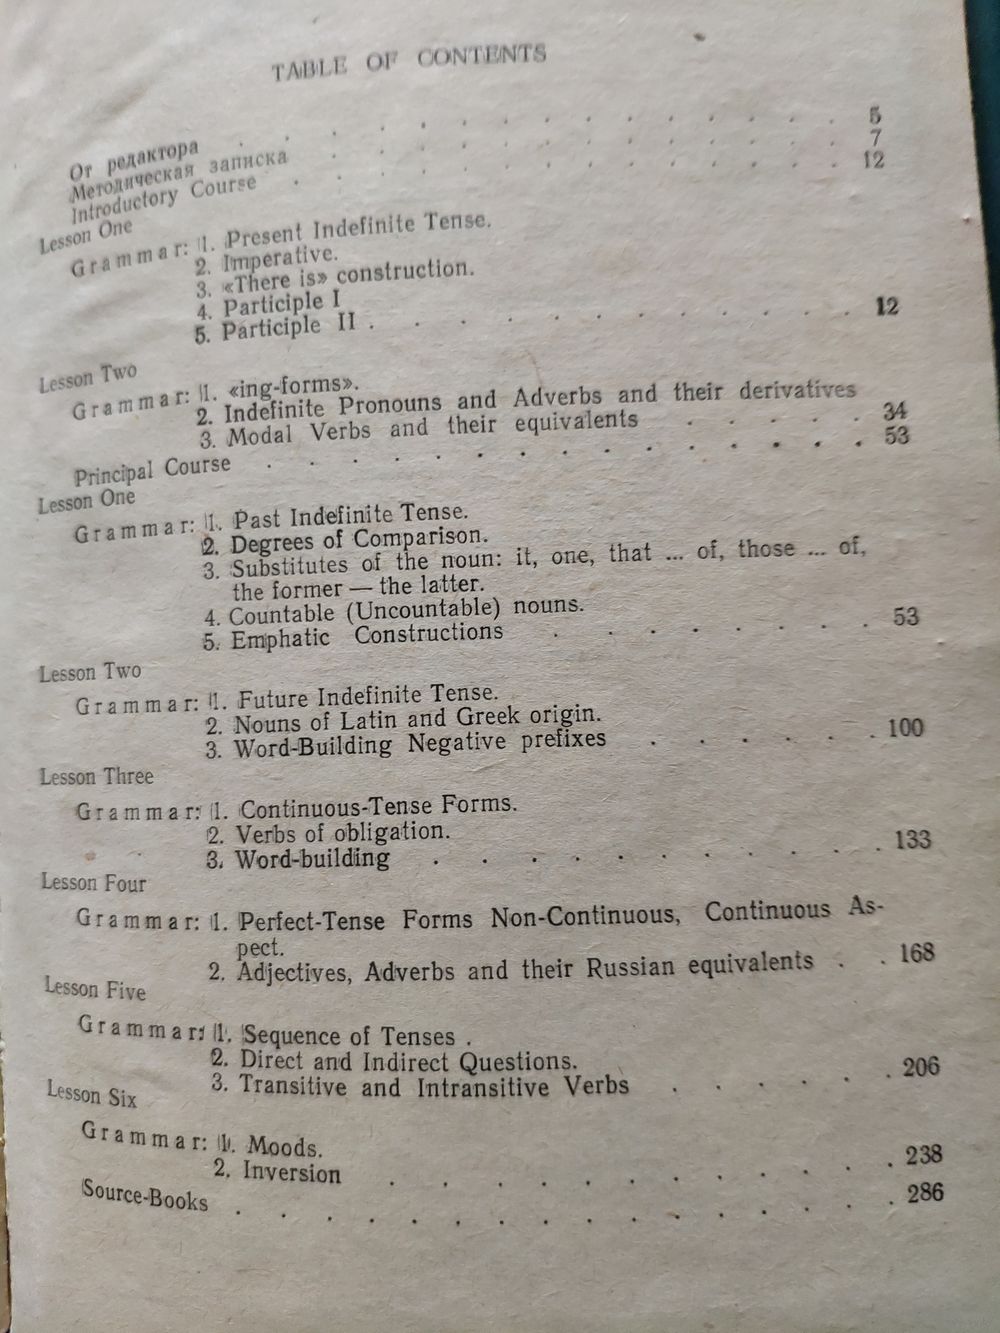 TABLE OF CONTENTS
От редактора . . . . . . . . . . . . . . 5
Методическая записка . . . . . . . . . . . . 7
Introductory Course . . . . . . . . . . . . . 12
Lesson One
Grammar: 1. Present Indefinite Tense.
2. Imperative.
3. «There is» construction.
4. Participle I
5. Participle II . . . . . . . . . . . 12
Lesson Two
Grammar: 1. «ing-forms».
2. Indefinite Pronouns and Adverbs and their derivatives
3. Modal Verbs and their equivalents . . . . . 34
Principal Course . . . . . . . . . . . . . . 53
Lesson One
Grammar: 1. Past Indefinite Tense.
2. Degrees of Comparison.
3. Substitutes of the noun: it, one, that ... of, those ... of,
the former — the latter.
4. Countable (Uncountable) nouns.
5. Emphatic Constructions . . . . . . . . 53
Lesson Two
Grammar: 1. Future Indefinite Tense.
2. Nouns of Latin and Greek origin.
3. Word-Building Negative prefixes . . . . . . 100
Lesson Three
Grammar: 1. Continuous-Tense Forms.
2. Verbs of obligation.
3. Word-building . . . . . . . . . . 133
Lesson Four
Grammar: 1. Perfect-Tense Forms Non-Continuous, Continuous As-
pect.
2. Adjectives, Adverbs and their Russian equivalents . . 168
Lesson Five
Grammar: 1. Sequence of Tenses .
2. Direct and Indirect Questions.
3. Transitive and Intransitive Verbs . . . . . . 206
Lesson Six
Grammar: 1. Moods.
2. Inversion . . . . . . . . . . 238
Source-Books . . . . . . . . . . . . . . . 286